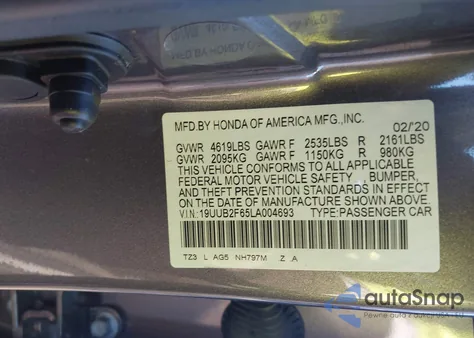 MFD.BY HONDA OF AMERICA MFG.,INC.
02/'20
GVWR 4619LBS GAWR F 2535LBS R 2161LBS
GVWR 2095KG GAWR F 1150KG R 980KG
THIS VEHICLE CONFORMS TO ALL APPLICABLE
FEDERAL MOTOR VEHICLE SAFETY , BUMPER,
AND THEFT PREVENTION STANDARDS IN EFFECT
ON THE DATE OF MANUFACTURE SHOWN ABOVE.
V.I.N:19UUB2F65LA004693 TYPE:PASSENGER CAR
TZ3 L AG5 NH797M Z .A
autoSnap